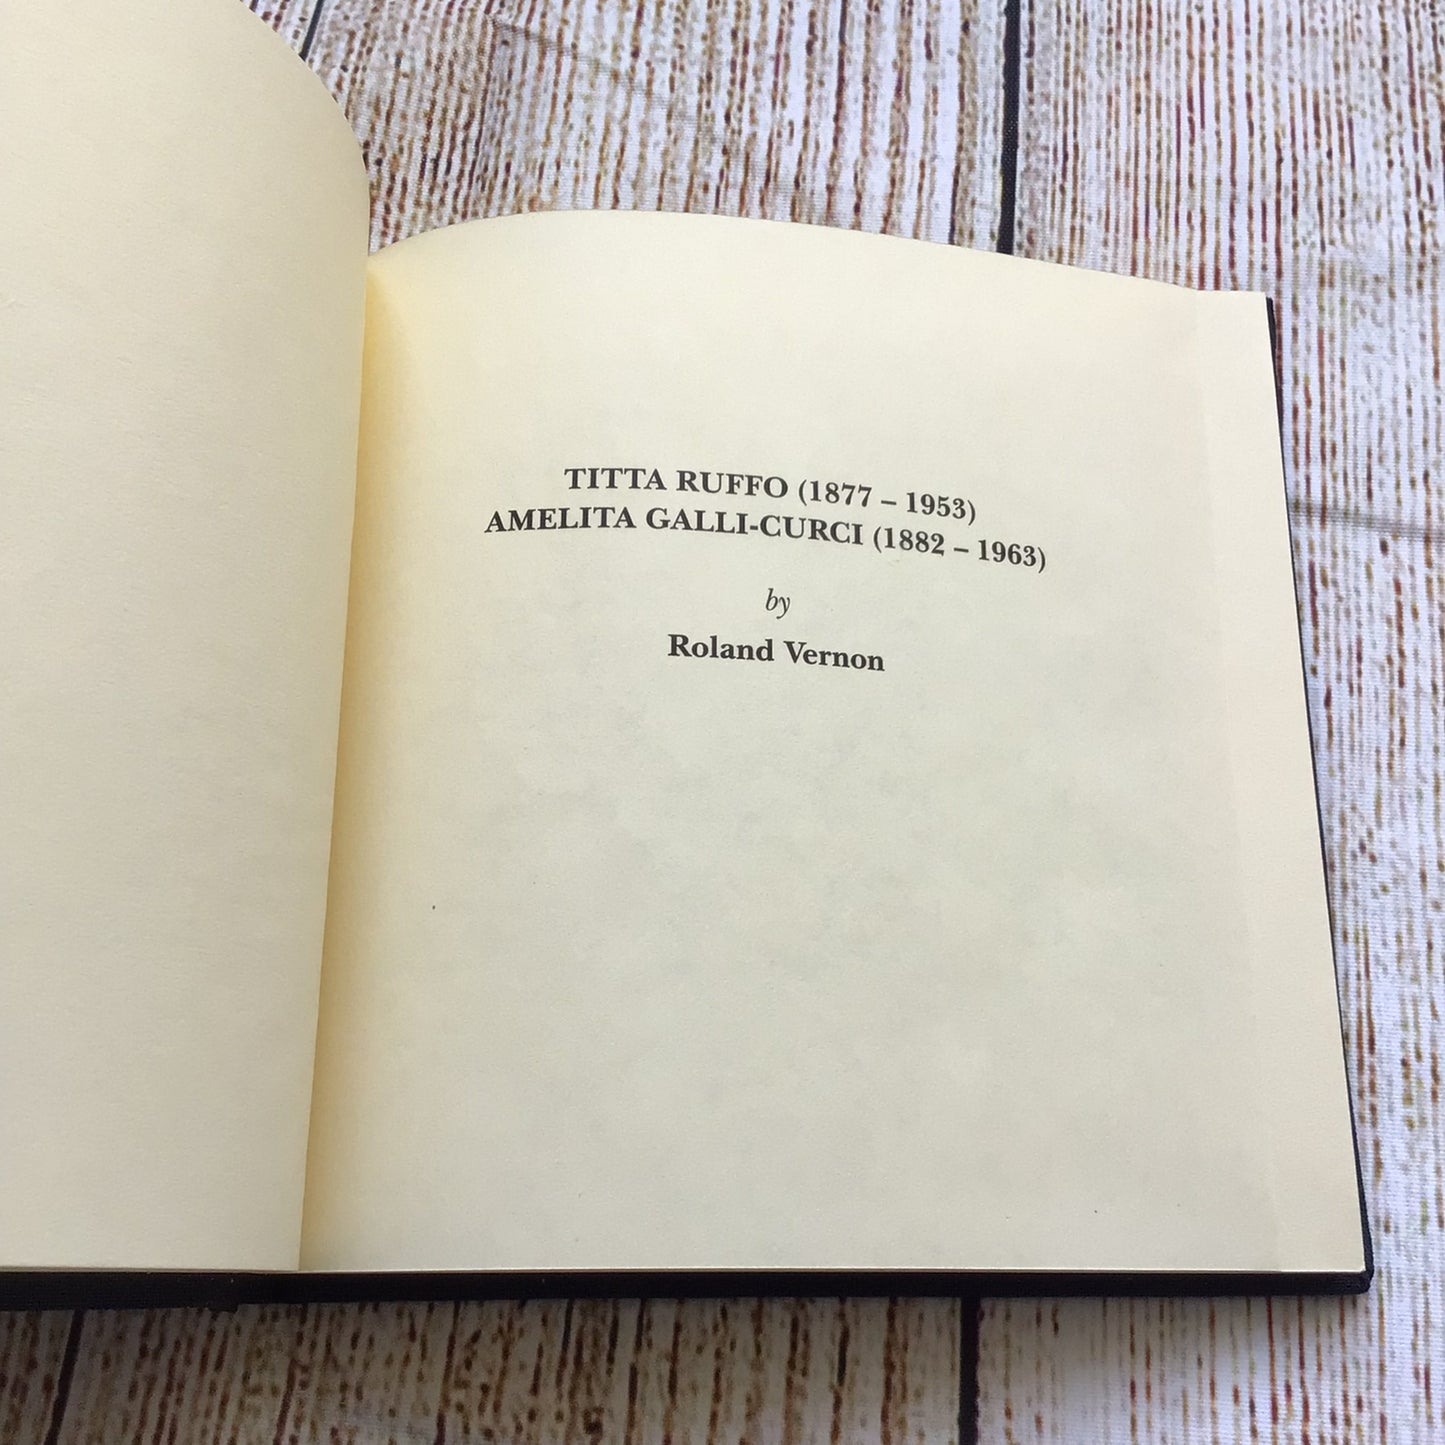 TITTA RUFFO (1877 – 1953)
AMELITA GALLI-CURCI (1882 – 1963)
by
Roland Vernon